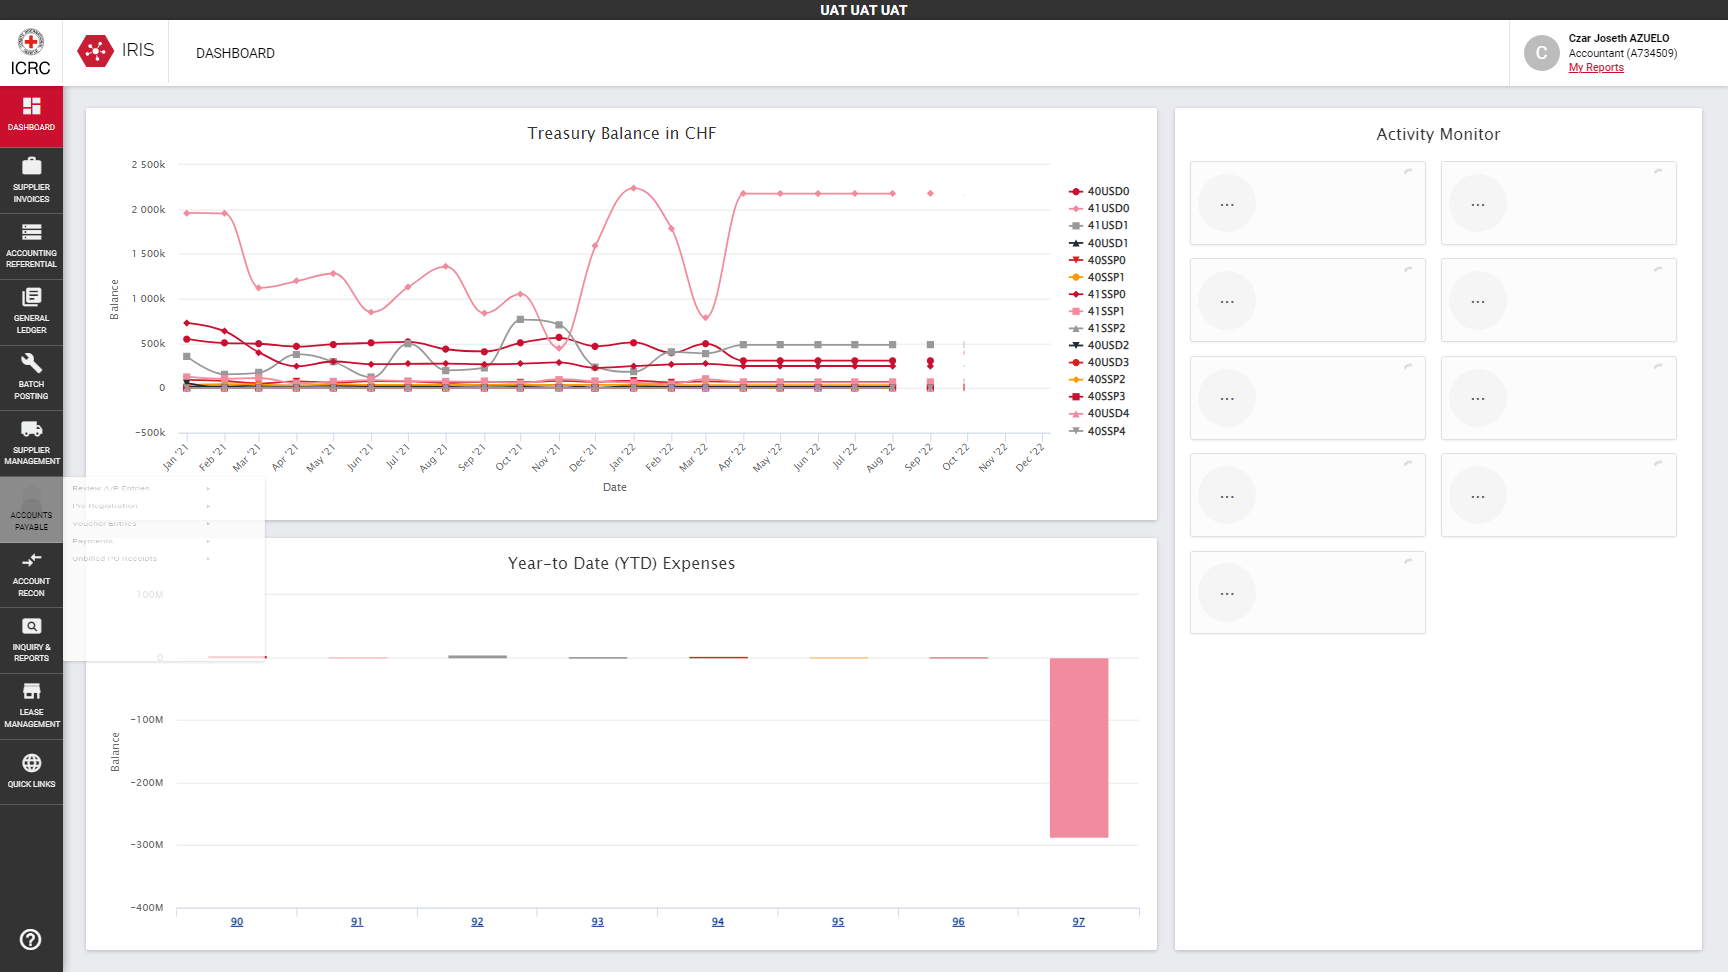 UAT UAT UAT
ICRC
IRIS
DASHBOARD
C
Czar Joseth AZUELO
Accountant (A734509)
My Reports
DASHBOARD
SUPPLIER
INVOICES
ACCOUNTING
REFERENTIAL
GENERAL
LEDGER
BATCH
POSTING
SUPPLIER
MANAGEMENT
ACCOUNTS
PAYABLE
ACCOUNT
RECON
INQUIRY &
REPORTS
LEASE
MANAGEMENT
QUICK LINKS
Review A/P Entries
Pre Registration
Voucher Entries
Payments
Unbilled PO Receipts
Treasury Balance in CHF
2 500k
2 000k
1 500k
1 000k
500k
0
-500k
Balance
Jan '21
Feb '21
Mar '21
Apr '21
May '21
Jun '21
Jul '21
Aug '21
Sep '21
Oct '21
Nov '21
Dec '21
Jan '22
Feb '22
Mar '22
Apr '22
May '22
Jun '22
Jul '22
Aug '22
Sep '22
Oct '22
Nov '22
Dec '22
Date
40USD0
41USD0
41USD1
40USD1
40SSP0
40SSP1
41SSP0
41SSP1
41SSP2
40USD2
40USD3
40SSP2
40SSP3
40USD4
40SSP4
Year-to Date (YTD) Expenses
100M
0
-100M
-200M
-300M
-400M
Balance
90
91
92
93
94
95
96
97
Activity Monitor
...
...
...
...
...
...
...
...
...